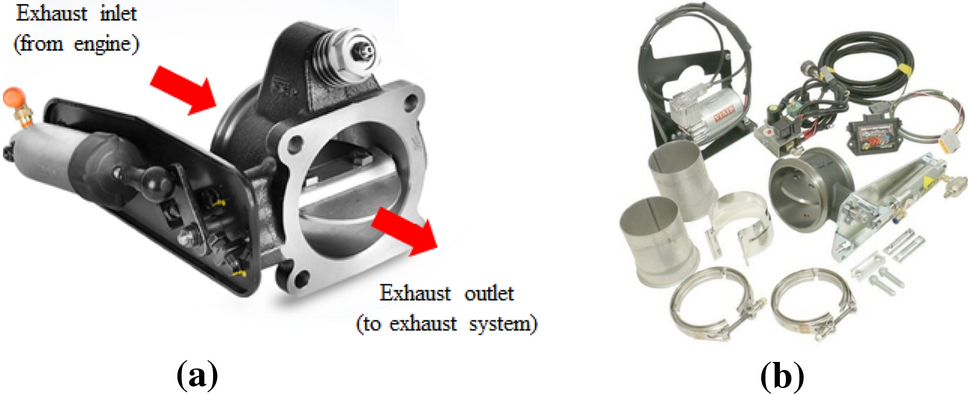 Exhaust inlet
(from engine)
Exhaust outlet
(to exhaust system)
(a)
(b)